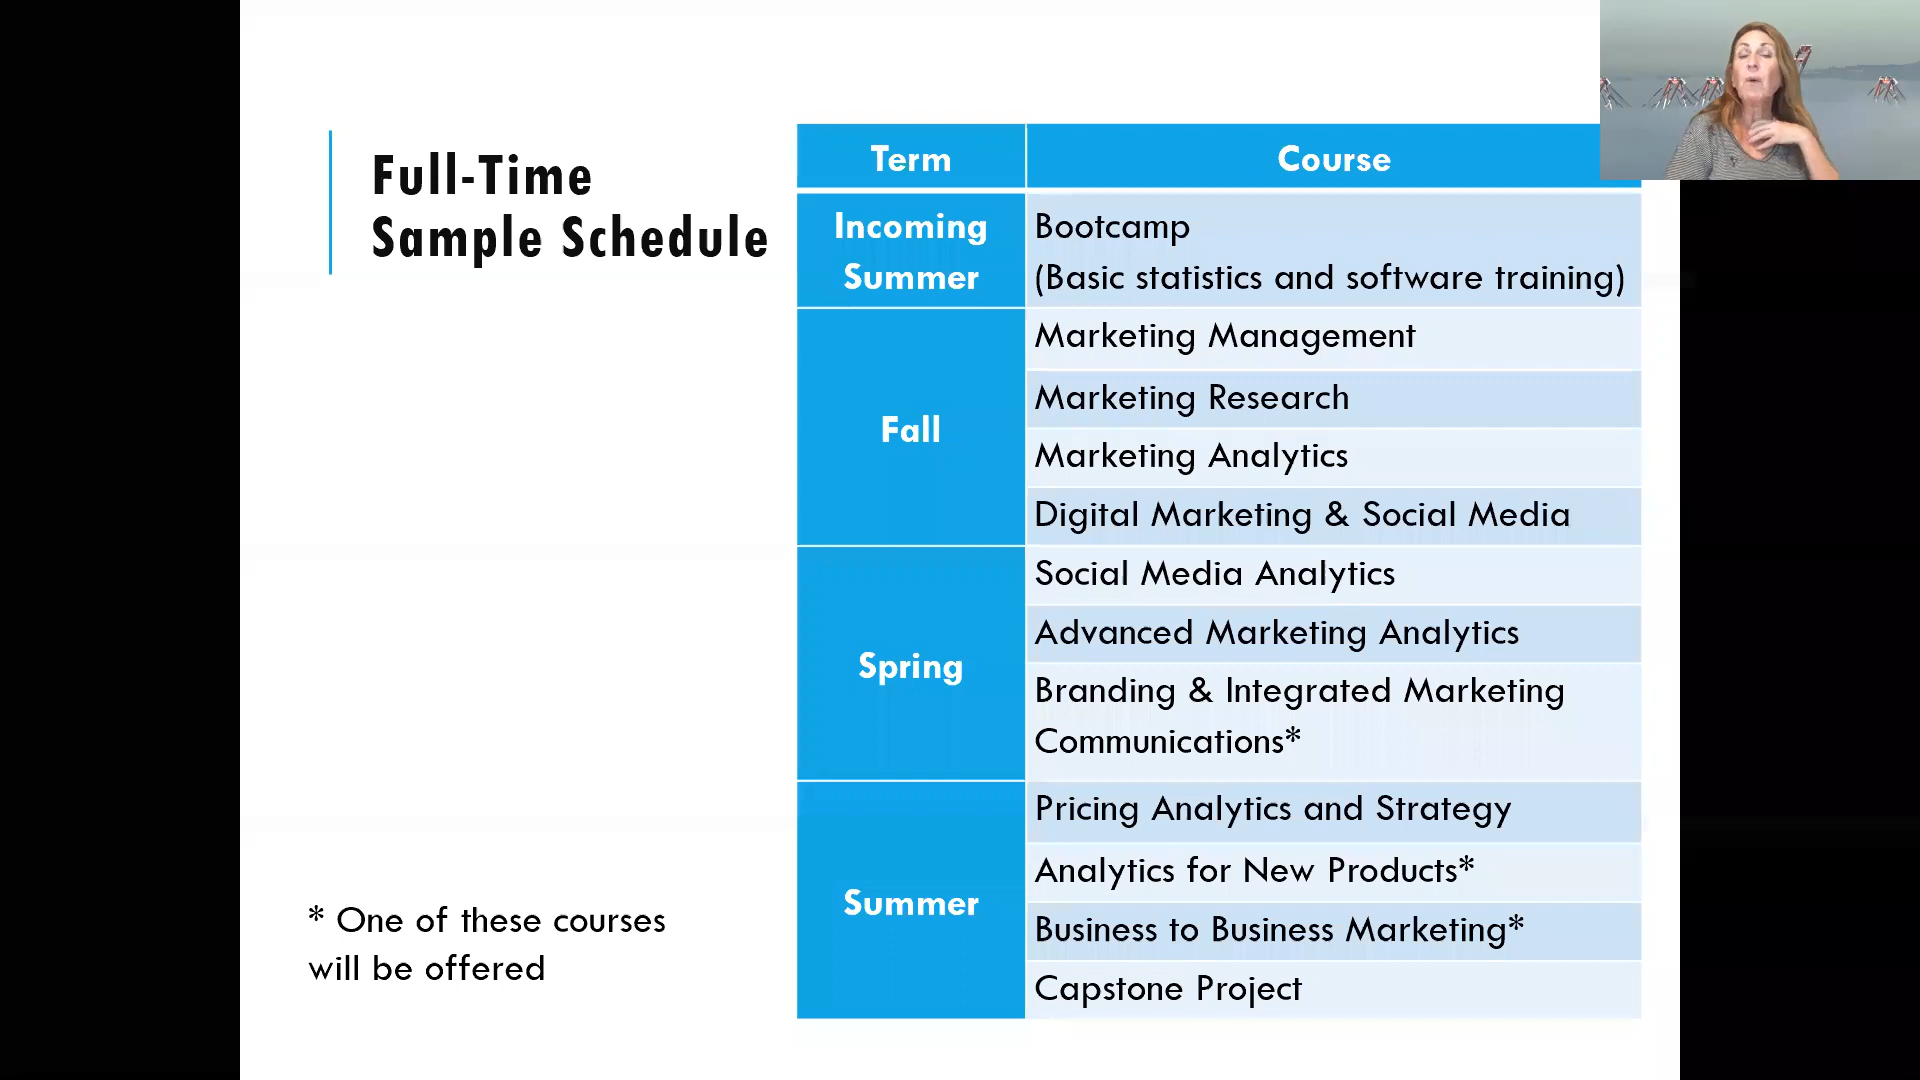 Full-Time
Sample Schedule
Term
Course
Incoming
Summer
Bootcamp
(Basic statistics and software training)
Fall
Marketing Management
Marketing Research
Marketing Analytics
Digital Marketing & Social Media
Spring
Social Media Analytics
Advanced Marketing Analytics
Branding & Integrated Marketing
Communications*
Summer
Pricing Analytics and Strategy
Analytics for New Products*
Business to Business Marketing*
Capstone Project
* One of these courses
will be offered